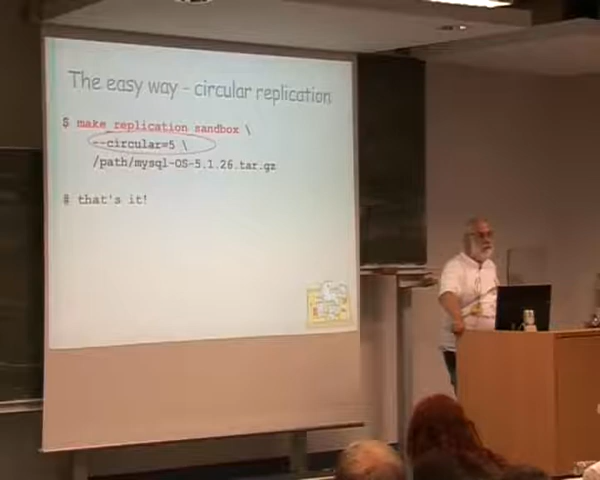 The easy way - circular replication
$ make_replication_sandbox \
--circular=5 \
/path/mysql-OS-5.1.26.tar.gz
# that's it!